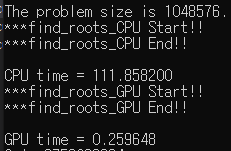 The problem size is 1048576.
***find_roots_CPU Start!!
***find_roots_CPU End!!
CPU time = 111.858200
***find_roots_GPU Start!!
***find_roots_GPU End!!
GPU time = 0.259648